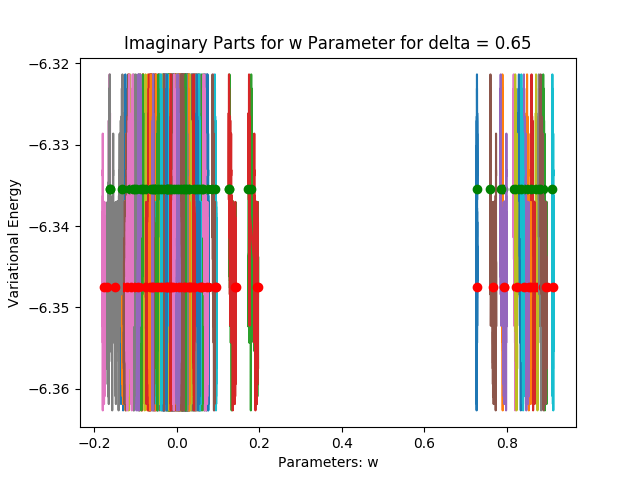 Imaginary Parts for w Parameter for delta = 0.65
Variational Energy
−6.32
−6.33
−6.34
−6.35
−6.36
−0.2 0.0 0.2 0.4 0.6 0.8
Parameters: w